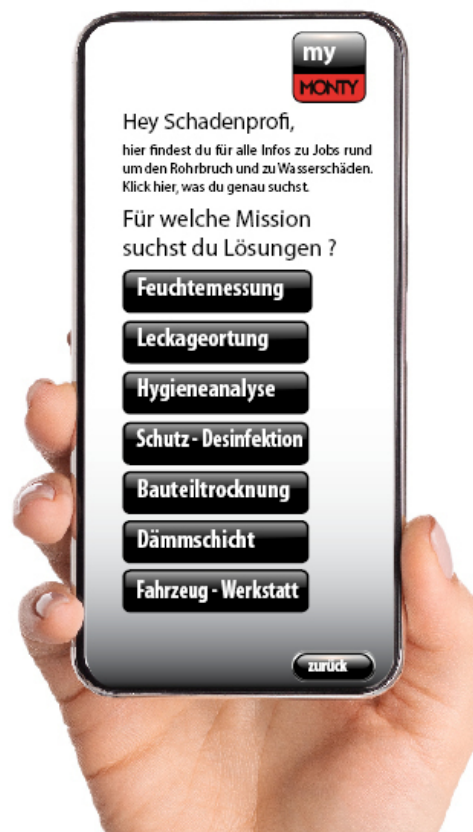 my
MONTY
Hey Schadenprofi,
hier findest du für alle Infos zu Jobs rund
um den Rohrbruch und zu Wasserschäden.
Klick hier, was du genau suchst.
Für welche Mission
suchst du Lösungen ?
Feuchtemessung
Leckageortung
Hygieneanalyse
Schutz - Desinfektion
Bauteiltrocknung
Dämmschicht
Fahrzeug - Werkstatt
zurück